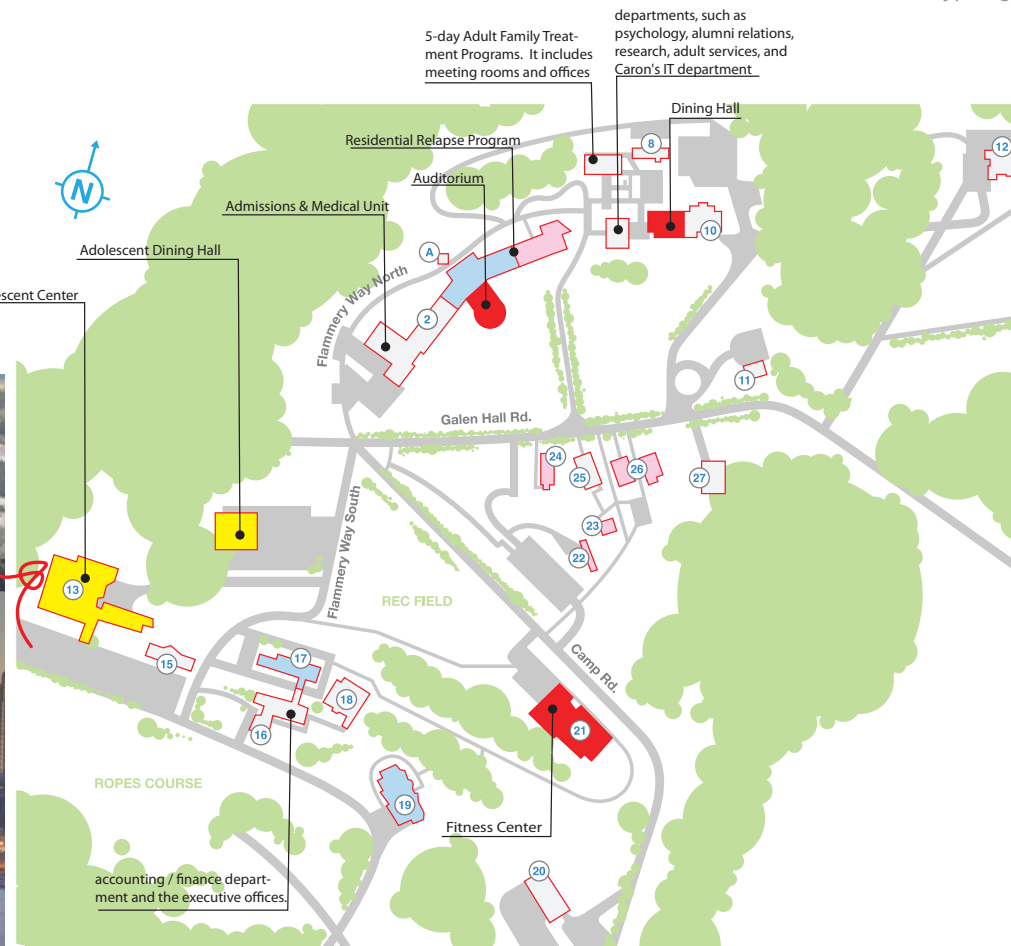 departments, such as
psychology, alumni relations,
research, adult services, and
Caron's IT department
5-day Adult Family Treat-
ment Programs. It includes
meeting rooms and offices
Dining Hall
Residential Relapse Program
Auditorium
Admissions & Medical Unit
Adolescent Dining Hall
escent Center
N
8
12
10
A
2
11
Flammery Way North
Galen Hall Rd.
24
25
26
27
23
22
Flammery Way South
REC FIELD
13
15
17
18
16
Camp Rd.
21
19
20
ROPES COURSE
Fitness Center
accounting / finance depart-
ment and the executive offices.